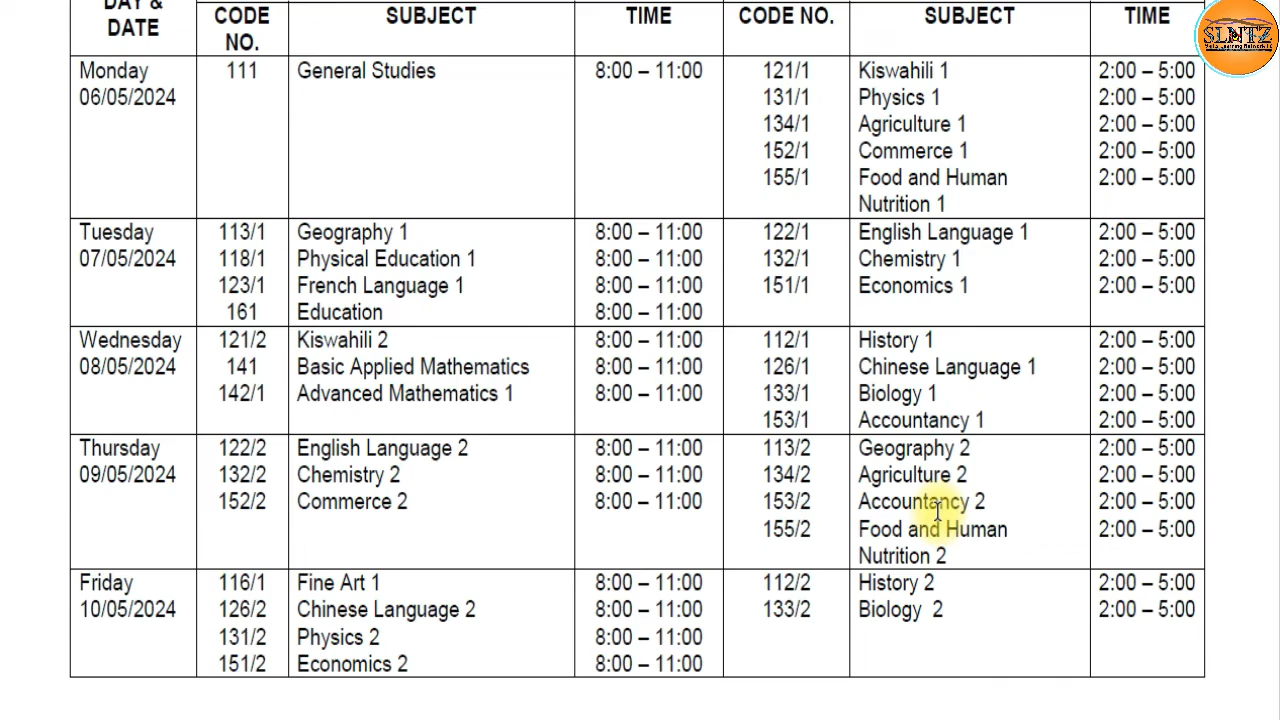 DAY &
DATE
CODE
NO.
SUBJECT
TIME
CODE NO.
SUBJECT
TIME
SLNTZ
Monday
06/05/2024
111 General Studies 8:00 – 11:00
121/1 Kiswahili 1 2:00 – 5:00
131/1 Physics 1 2:00 – 5:00
134/1 Agriculture 1 2:00 – 5:00
152/1 Commerce 1 2:00 – 5:00
155/1 Food and Human 2:00 – 5:00
Nutrition 1
Tuesday
07/05/2024
113/1 Geography 1 8:00 – 11:00
118/1 Physical Education 1 8:00 – 11:00
123/1 French Language 1 8:00 – 11:00
161 Education 8:00 – 11:00
122/1 English Language 1 2:00 – 5:00
132/1 Chemistry 1 2:00 – 5:00
151/1 Economics 1 2:00 – 5:00
Wednesday
08/05/2024
121/2 Kiswahili 2 8:00 – 11:00
141 Basic Applied Mathematics 8:00 – 11:00
142/1 Advanced Mathematics 1 8:00 – 11:00
112/1 History 1 2:00 – 5:00
126/1 Chinese Language 1 2:00 – 5:00
133/1 Biology 1 2:00 – 5:00
153/1 Accountancy 1 2:00 – 5:00
Thursday
09/05/2024
122/2 English Language 2 8:00 – 11:00
132/2 Chemistry 2 8:00 – 11:00
152/2 Commerce 2 8:00 – 11:00
113/2 Geography 2 2:00 – 5:00
134/2 Agriculture 2 2:00 – 5:00
153/2 Accountancy 2 2:00 – 5:00
155/2 Food and Human 2:00 – 5:00
Nutrition 2
Friday
10/05/2024
116/1 Fine Art 1 8:00 – 11:00
126/2 Chinese Language 2 8:00 – 11:00
131/2 Physics 2 8:00 – 11:00
151/2 Economics 2 8:00 – 11:00
112/2 History 2 2:00 – 5:00
133/2 Biology 2 2:00 – 5:00